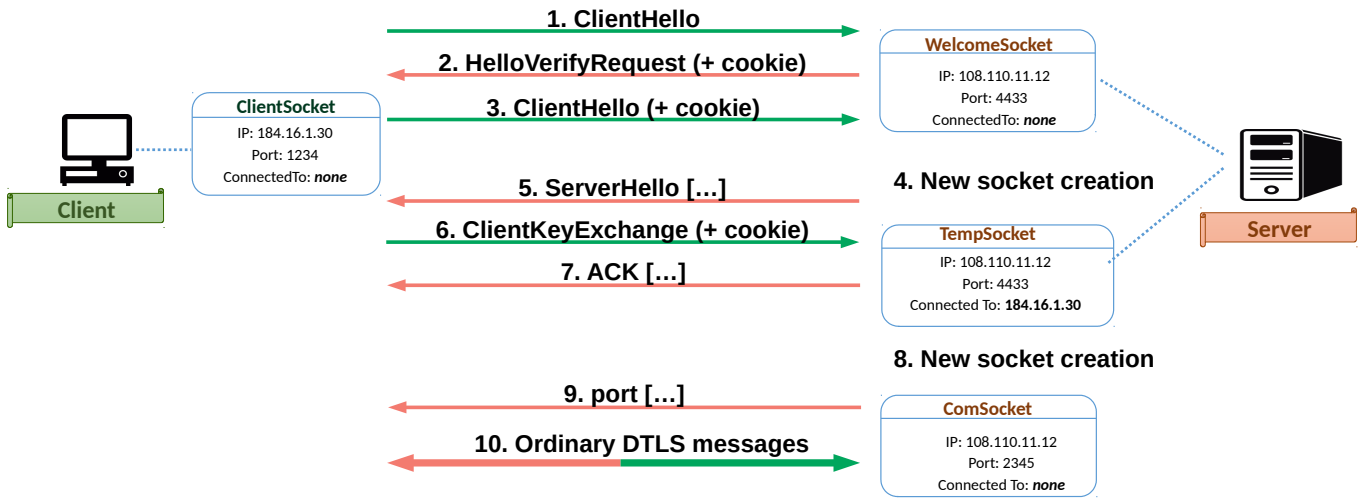 1. ClientHello
2. HelloVerifyRequest (+ cookie)
3. ClientHello (+ cookie)
ClientSocket
IP: 184.16.1.30
Port: 1234
ConnectedTo: none
Client
WelcomeSocket
IP: 108.110.11.12
Port: 4433
ConnectedTo: none
4. New socket creation
Server
5. ServerHello […]
6. ClientKeyExchange (+ cookie)
7. ACK […]
TempSocket
IP: 108.110.11.12
Port: 4433
Connected To: 184.16.1.30
8. New socket creation
9. port […]
10. Ordinary DTLS messages
ComSocket
IP: 108.110.11.12
Port: 2345
Connected To: none